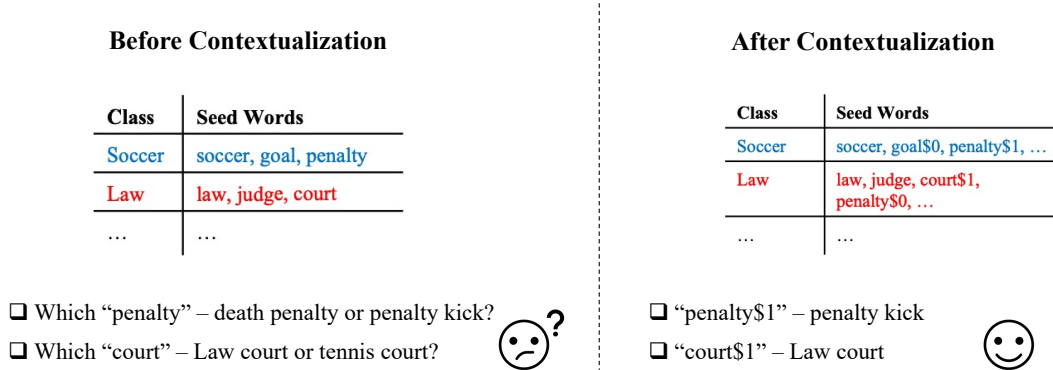 Before Contextualization
Class Seed Words
Soccer soccer, goal, penalty
Law law, judge, court
… …
❑ Which “penalty” – death penalty or penalty kick?
❑ Which “court” – Law court or tennis court?
?
After Contextualization
Class Seed Words
Soccer soccer, goal$0, penalty$1, …
Law law, judge, court$1,
penalty$0, …
… …
❑ “penalty$1” – penalty kick
❑ “court$1” – Law court